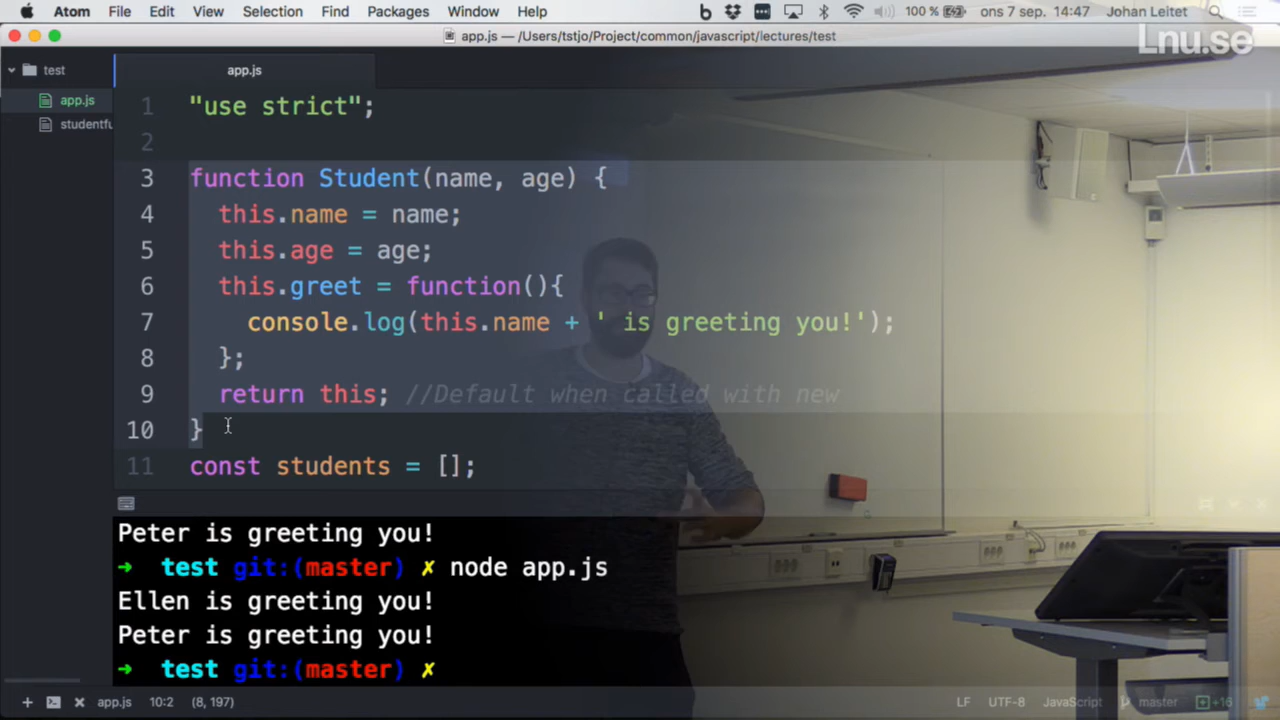 Atom File Edit View Selection Find Packages Window Help 100 % ons 7 sep. 14:47 Johan Leitet
app.js — /Users/tstjo/Project/common/javascript/lectures/test
Lnu.se
test
app.js
studentfu
app.js
1 "use strict";
2
3 function Student(name, age) {
4 this.name = name;
5 this.age = age;
6 this.greet = function(){
7 console.log(this.name + ' is greeting you!');
8 };
9 return this; //Default when called with new
10 }
11 const students = [];
Peter is greeting you!
➜ test git:(master) ✗ node app.js
Ellen is greeting you!
Peter is greeting you!
➜ test git:(master) ✗
app.js 10:2 (8, 197) LF UTF-8 JavaScript master +16